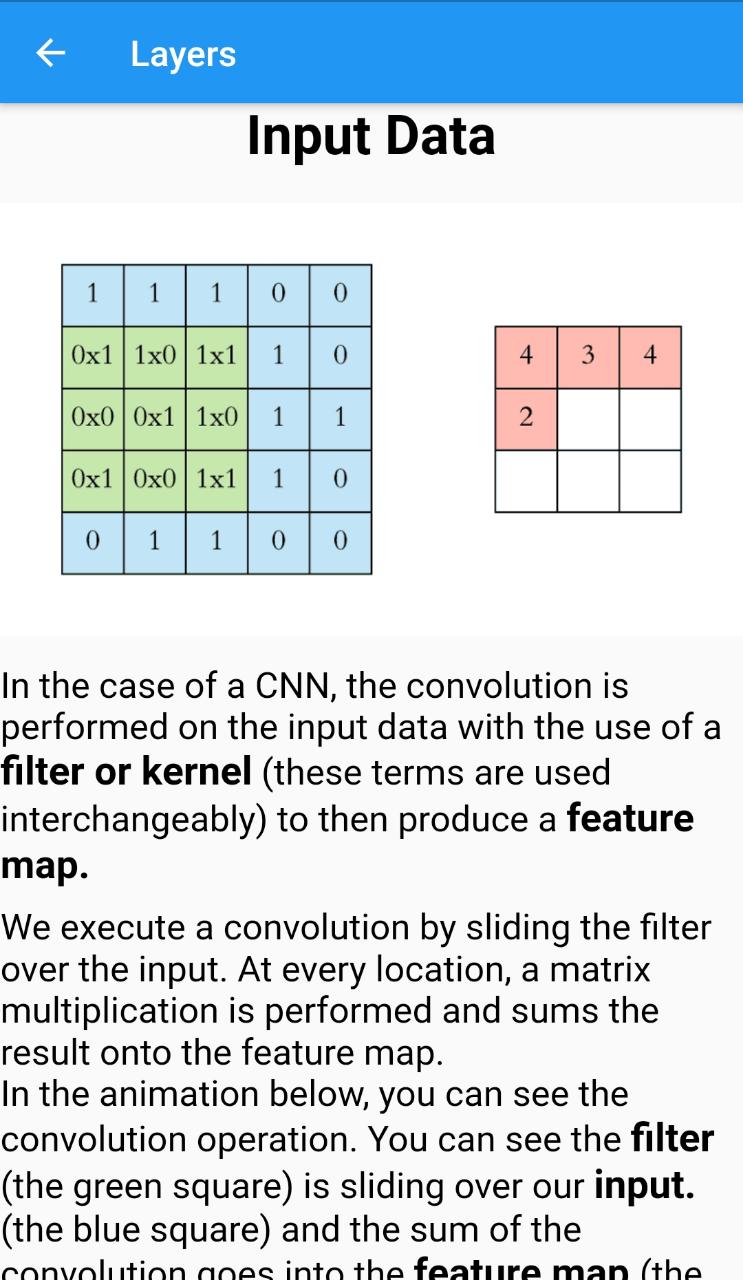 Layers
Input Data
1 1 1 0 0
0x1 1x0 1x1 1 0
0x0 0x1 1x0 1 1
0x1 0x0 1x1 1 0
0 1 1 0 0
4 3 4
2
In the case of a CNN, the convolution is
performed on the input data with the use of a
filter or kernel (these terms are used
interchangeably) to then produce a feature
map.
We execute a convolution by sliding the filter
over the input. At every location, a matrix
multiplication is performed and sums the
result onto the feature map.
In the animation below, you can see the
convolution operation. You can see the filter
(the green square) is sliding over our input.
(the blue square) and the sum of the
convolution goes into the feature map (the